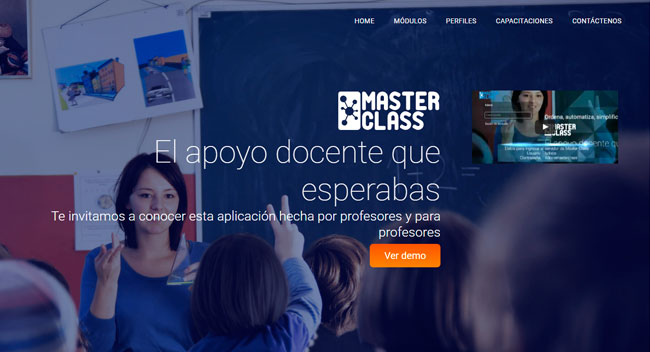 HOME MÓDULOS PERFILES CAPACITACIONES CONTÁCTENOS
MASTER
CLASS
El apoyo docente que
esperabas
Te invitamos a conocer esta aplicación hecha por profesores y para
profesores
Ver demo
Ordena, automatiza, simplific
MASTER
CLASS